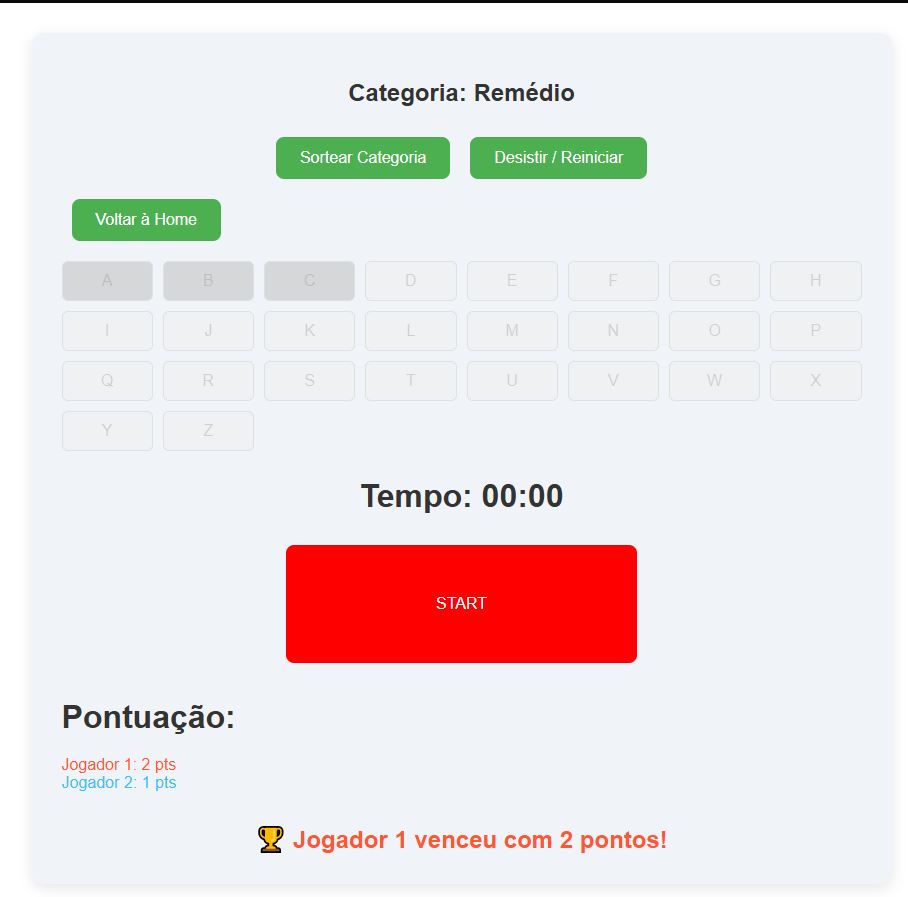 Categoria: Remédio
Sortear Categoria Desistir / Reiniciar
Voltar à Home
A B C D E F G H
I J K L M N O P
Q R S T U V W X
Y Z
Tempo: 00:00
START
Pontuação:
Jogador 1: 2 pts
Jogador 2: 1 pts
🏆 Jogador 1 venceu com 2 pontos!